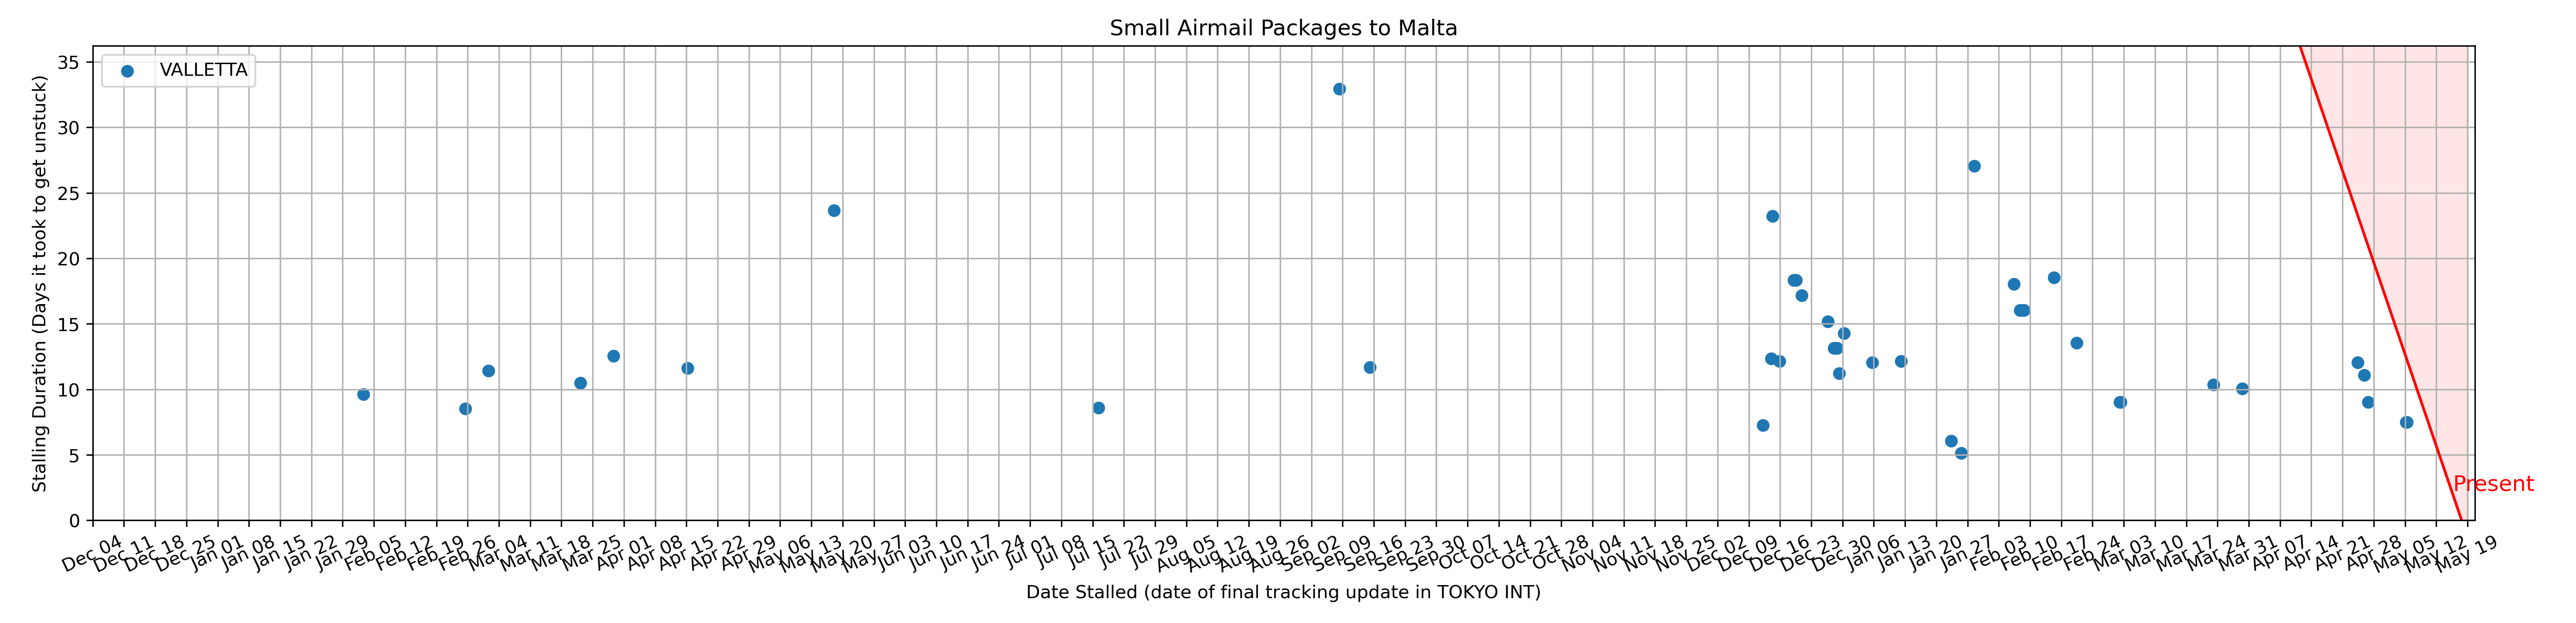 Small Airmail Packages to Malta
VALLETTA
Stalling Duration (Days it took to get unstuck)
35
30
25
20
15
10
5
0
Present
Dec 04
Dec 11
Dec 18
Dec 25
Jan 01
Jan 08
Jan 15
Jan 22
Jan 29
Feb 05
Feb 12
Feb 19
Feb 26
Mar 04
Mar 11
Mar 18
Mar 25
Apr 01
Apr 08
Apr 15
Apr 22
Apr 29
May 06
May 13
May 20
May 27
Jun 03
Jun 10
Jun 17
Jun 24
Jul 01
Jul 08
Jul 15
Jul 22
Jul 29
Aug 05
Aug 12
Aug 19
Aug 26
Sep 02
Sep 09
Sep 16
Sep 23
Sep 30
Oct 07
Oct 14
Oct 21
Oct 28
Nov 04
Nov 11
Nov 18
Nov 25
Dec 02
Dec 09
Dec 16
Dec 23
Dec 30
Jan 06
Jan 13
Jan 20
Jan 27
Feb 03
Feb 10
Feb 17
Feb 24
Mar 03
Mar 10
Mar 17
Mar 24
Mar 31
Apr 07
Apr 14
Apr 21
Apr 28
May 05
May 12
May 19
Date Stalled (date of final tracking update in TOKYO INT)